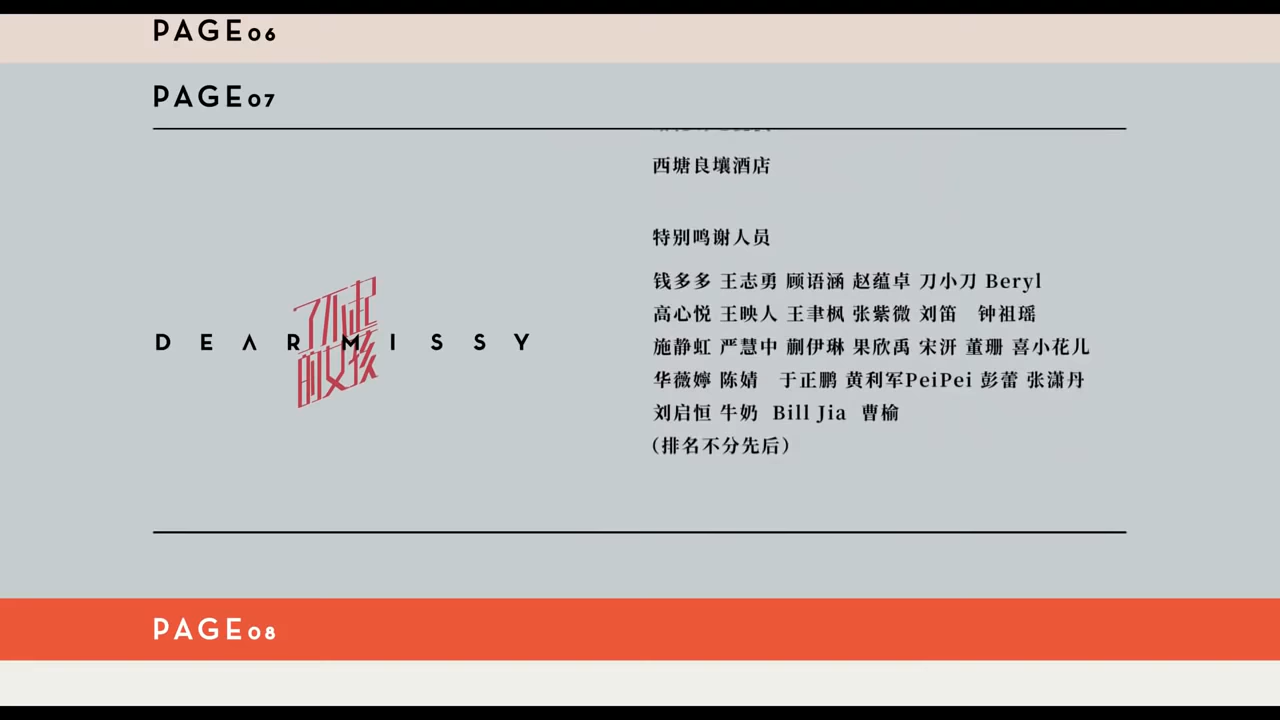 PAGE06
PAGE07
西塘良壤酒店
特别鸣谢人员
钱多多 王志勇 顾语涵 赵蕴卓 刀小刀 Beryl
高心悦 王映人 王聿枫 张紫微 刘笛 钟祖瑶
施静虹 严慧中 蒯伊琳 果欣禹 宋汧 董珊 喜小花儿
华薇嬣 陈婧 于正鹏 黄利军PeiPei 彭蕾 张潇丹
刘启恒 牛奶 Bill Jia 曹榆
(排名不分先后)
了不起
的女孩
DEAR MISSY
PAGE08